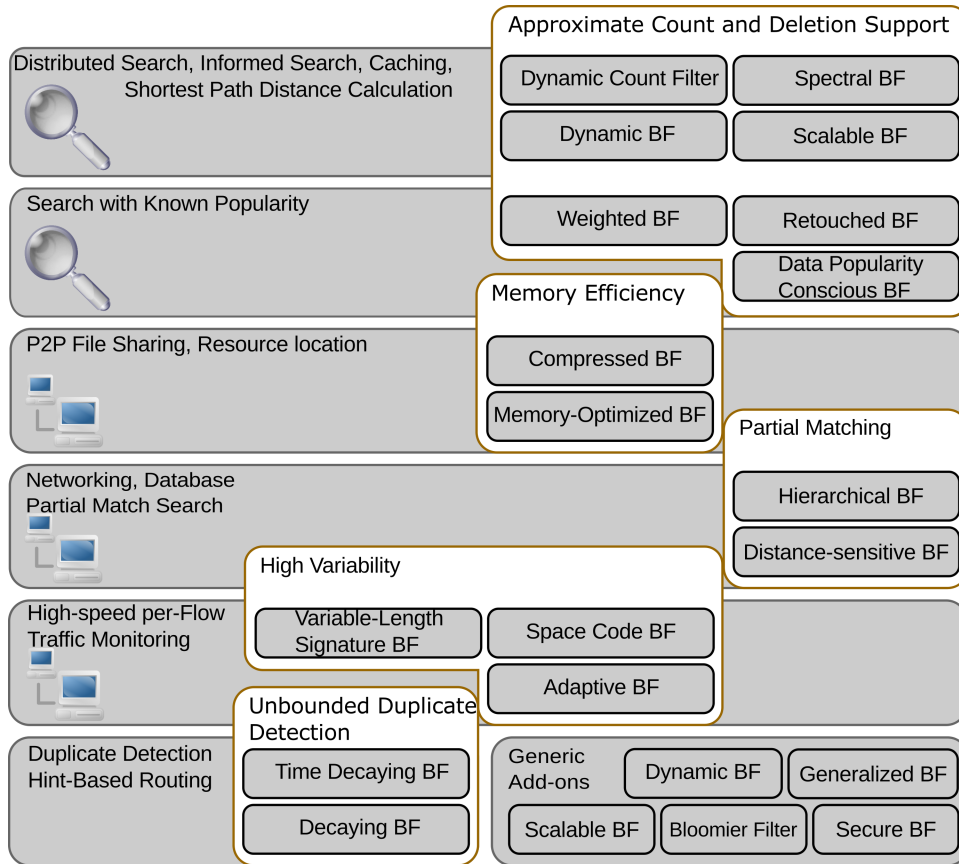 Approximate Count and Deletion Support
Distributed Search, Informed Search, Caching,
Shortest Path Distance Calculation
Dynamic Count Filter
Spectral BF
Dynamic BF
Scalable BF
Search with Known Popularity
Weighted BF
Retouched BF
Data Popularity
Conscious BF
Memory Efficiency
P2P File Sharing, Resource location
Compressed BF
Memory-Optimized BF
Partial Matching
Networking, Database
Partial Match Search
Hierarchical BF
Distance-sensitive BF
High Variability
High-speed per-Flow
Traffic Monitoring
Variable-Length
Signature BF
Space Code BF
Adaptive BF
Unbounded Duplicate
Detection
Duplicate Detection
Hint-Based Routing
Time Decaying BF
Decaying BF
Generic
Add-ons
Dynamic BF
Generalized BF
Scalable BF
Bloomier Filter
Secure BF